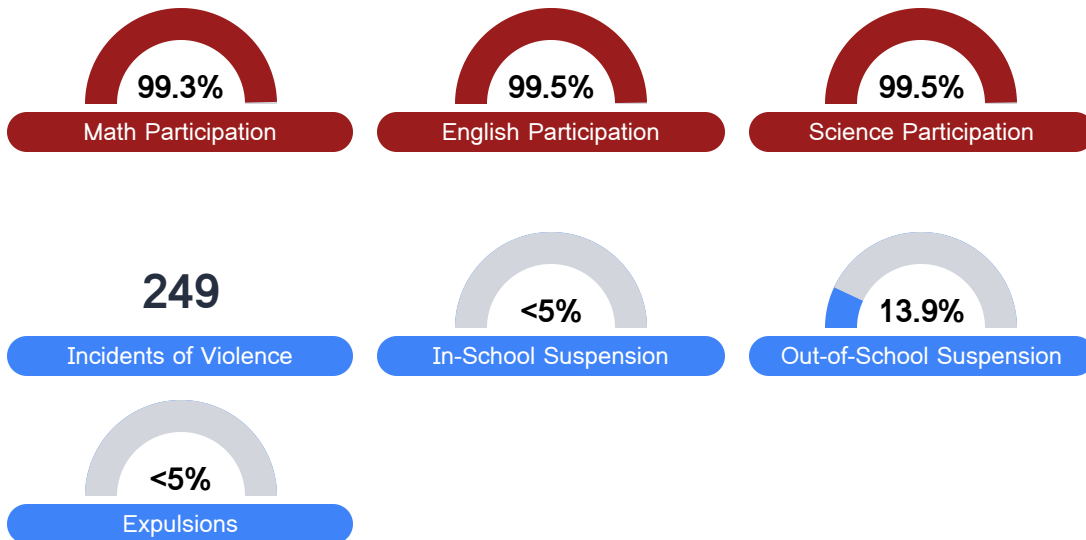 99.3%
Math Participation
99.5%
English Participation
99.5%
Science Participation
249
Incidents of Violence
<5%
In-School Suspension
13.9%
Out-of-School Suspension
<5%
Expulsions